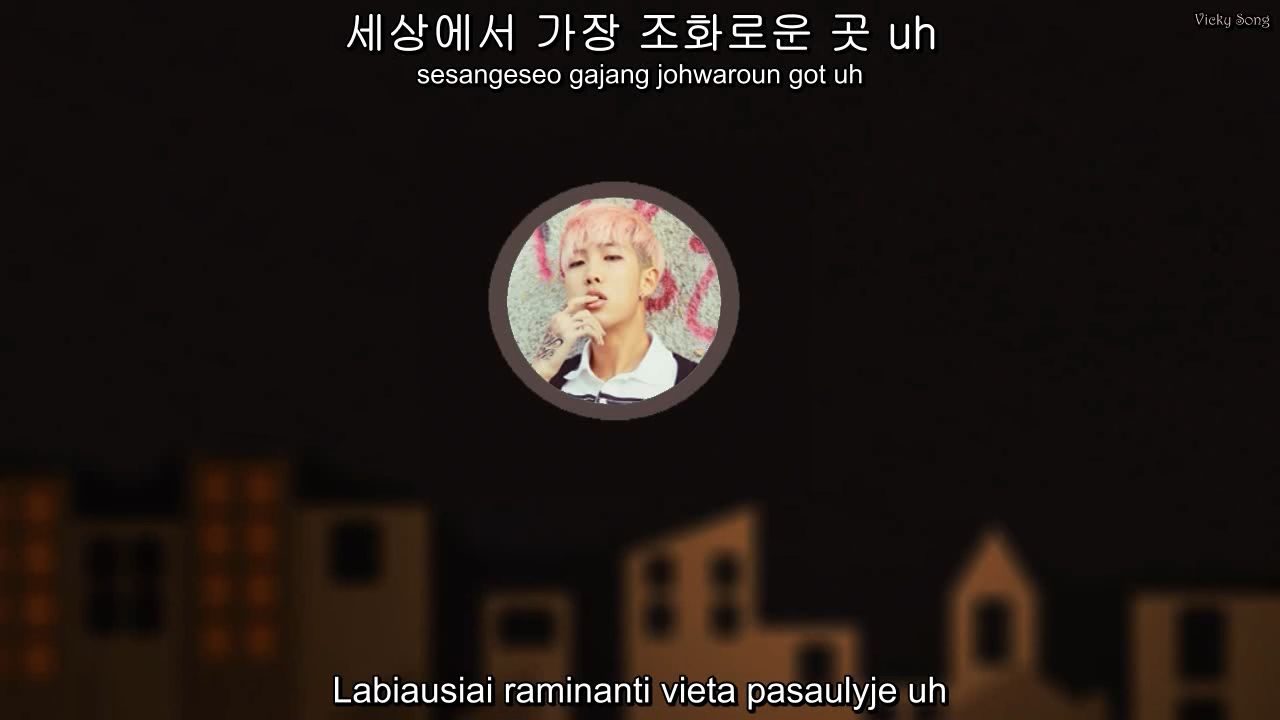 세상에서 가장 조화로운 곳 uh
Vicky Song
sesangeseo gajang johwaroun got uh
Labiausiai raminanti vieta pasaulyje uh